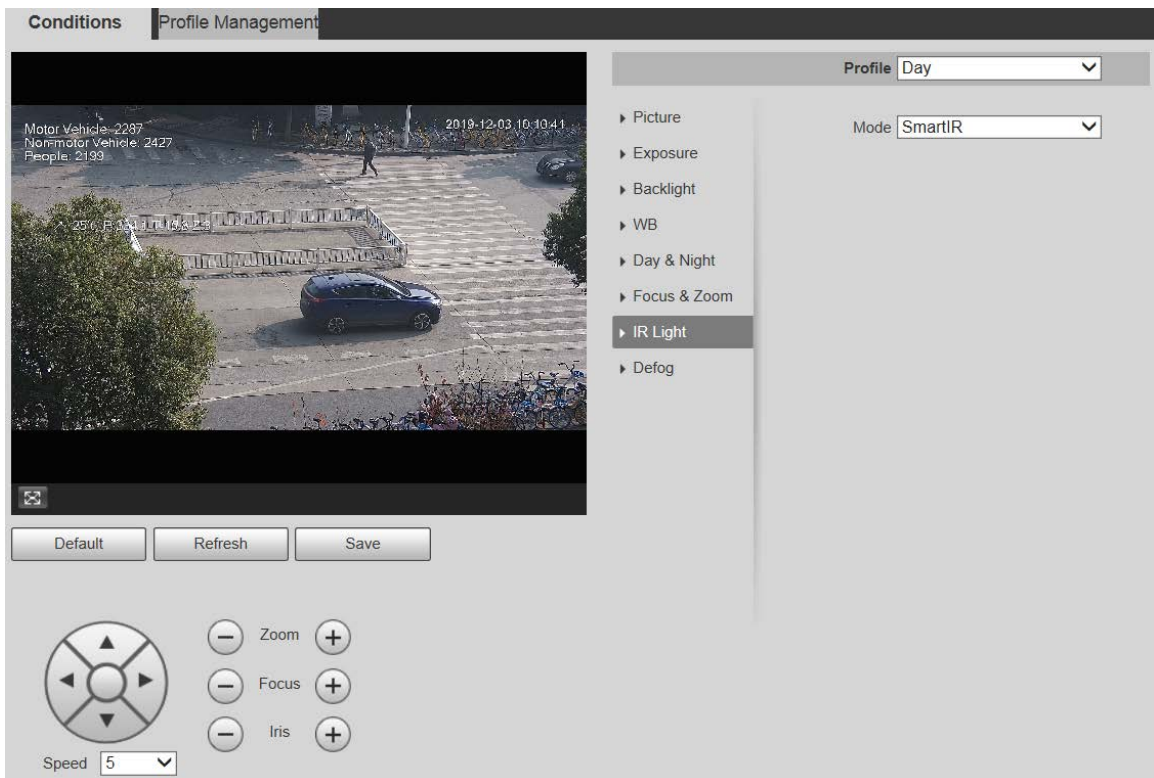 Conditions
Profile Management
Profile Day
Motor Vehicle: 2287
2019-12-03 10:10:41
Non-motor Vehicle: 2427
People: 2199
Picture
Mode SmartIR
Exposure
Backlight
WB
Day & Night
Focus & Zoom
IR Light
Defog
Default
Refresh
Save
Zoom
Focus
Iris
Speed 5